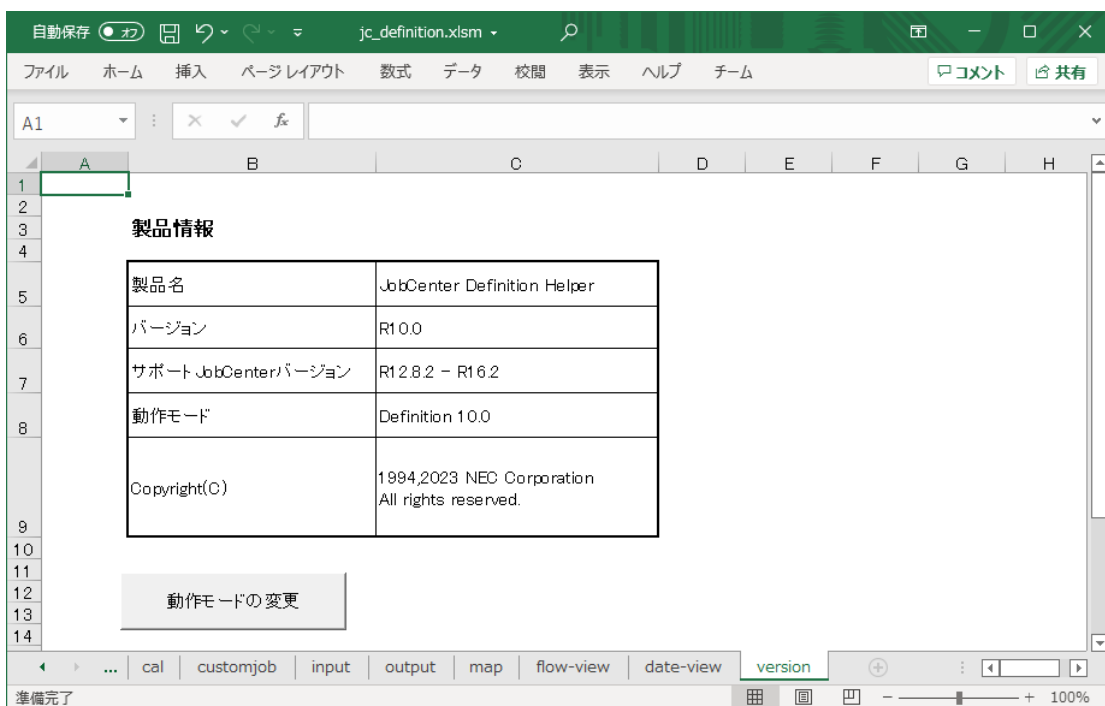 自動保存 オフ jc_definition.xlsm
ファイル ホーム 挿入 ページ レイアウト 数式 データ 校閲 表示 ヘルプ チーム コメント 共有
A1 fx
A B C D E F G H
1
2
3 製品情報
4
5 製品名 JobCenter Definition Helper
6 バージョン R10.0
7 サポートJobCenterバージョン R12.8.2 - R16.2
8 動作モード Definition 10.0
9 Copyright(C) 1994,2023 NEC Corporation
All rights reserved.
10
11
12 動作モードの変更
13
14
... cal customjob input output map flow-view date-view version
準備完了 100%